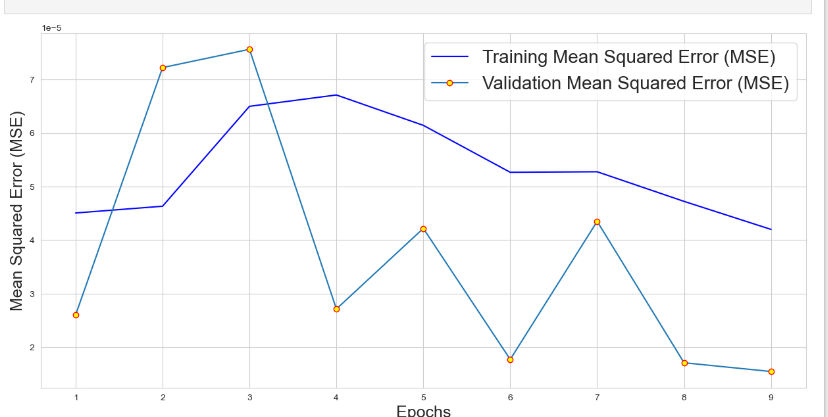 1e−5
Training Mean Squared Error (MSE)
Validation Mean Squared Error (MSE)
Mean Squared Error (MSE)
7
6
5
4
3
2
1 2 3 4 5 6 7 8 9
Epochs